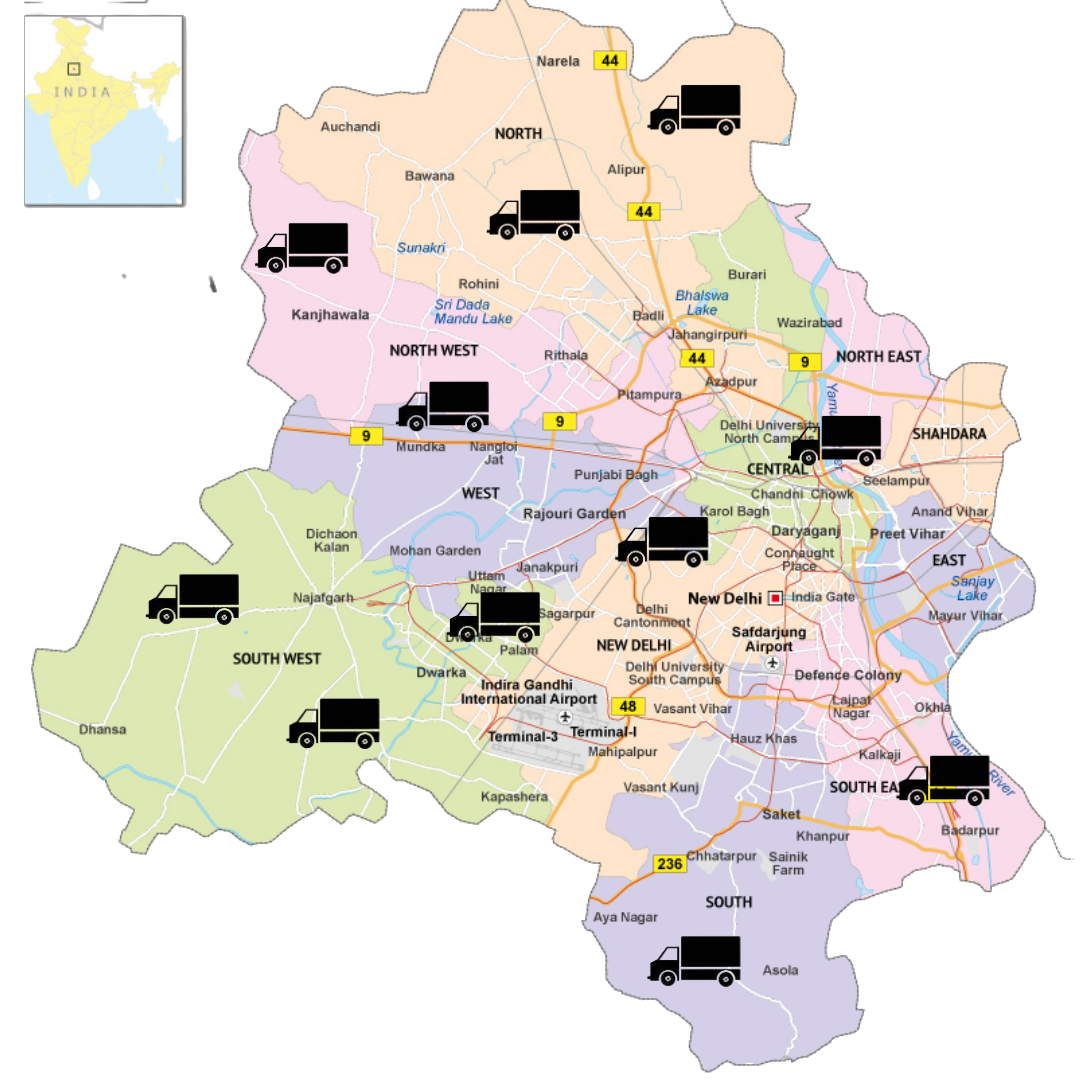 INDIA
Narela
44
Auchandi
NORTH
Bawana
Alipur
44
Sunakri
Burari
Rohini
Sri Dada
Mandu Lake
Bhalswa
Lake
Kanjhawala
Badli
Wazirabad
Jahangirpuri
NORTH WEST
Rithala
44
9
NORTH EAST
Azadpur
Pitampura
9
9
Delhi University
North Campus
SHAHDARA
Mundka
Nangloi
Jat
Punjabi Bagh
CENTRAL
Seelampur
WEST
Chandni Chowk
Rajouri Garden
Karol Bagh
Anand Vihar
Dichaon
Kalan
Daryaganj
Preet Vihar
Mohan Garden
Connaught
Place
EAST
Janakpuri
Uttam
Nagar
Sanjay
Lake
Najafgarh
New Delhi
India Gate
Sagarpur
Delhi
Cantonment
Mayur Vihar
Dwarka
Palam
NEW DELHI
Safdarjung
Airport
SOUTH WEST
Dwarka
Delhi University
South Campus
Defence Colony
Indira Gandhi
International Airport
48
Vasant Vihar
Lajpat
Nagar
Okhla
Dhansa
Terminal-3
Terminal-I
Hauz Khas
Mahipalpur
Kalkaji
Yamu
River
Kapashera
Vasant Kunj
SOUTH EA
Saket
Khanpur
Badarpur
236
Chhatarpur
Sainik
Farm
SOUTH
Aya Nagar
Asola